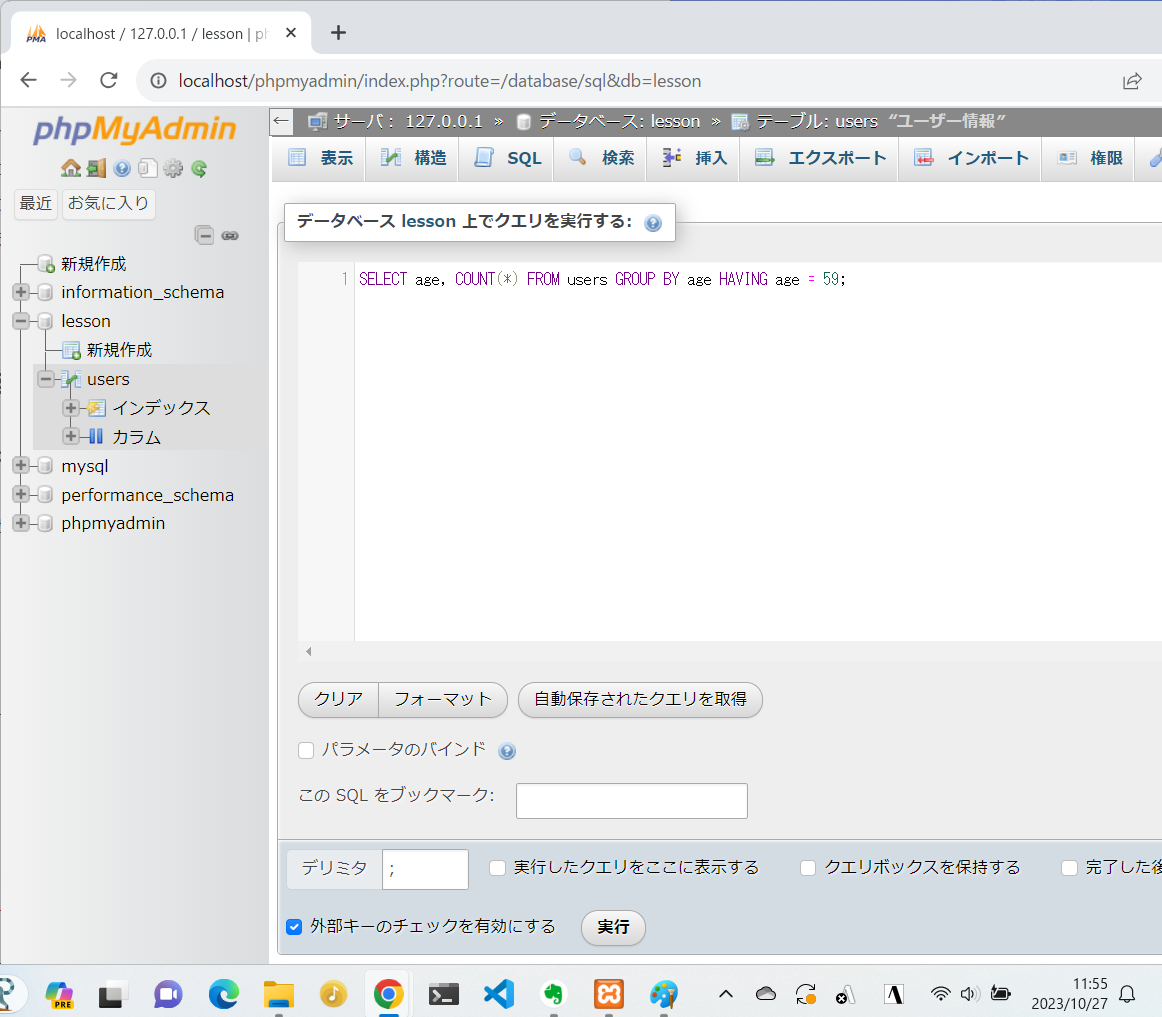 PMA
localhost / 127.0.0.1 / lesson | ph
localhost/phpmyadmin/index.php?route=/database/sql&db=lesson
phpMyAdmin
最近
お気に入り
新規作成
information_schema
lesson
新規作成
users
インデックス
カラム
mysql
performance_schema
phpmyadmin
サーバ: 127.0.0.1 » データベース: lesson » テーブル: users “ユーザー情報”
表示 構造 SQL 検索 挿入 エクスポート インポート 権限
データベース lesson 上でクエリを実行する:
1 SELECT age, COUNT(*) FROM users GROUP BY age HAVING age = 59;
クリア フォーマット 自動保存されたクエリを取得
パラメータのバインド
この SQL をブックマーク:
デリミタ ; 実行したクエリをここに表示する クエリボックスを保持する 完了した後
外部キーのチェックを有効にする 実行
PRE
A
11:55
2023/10/27